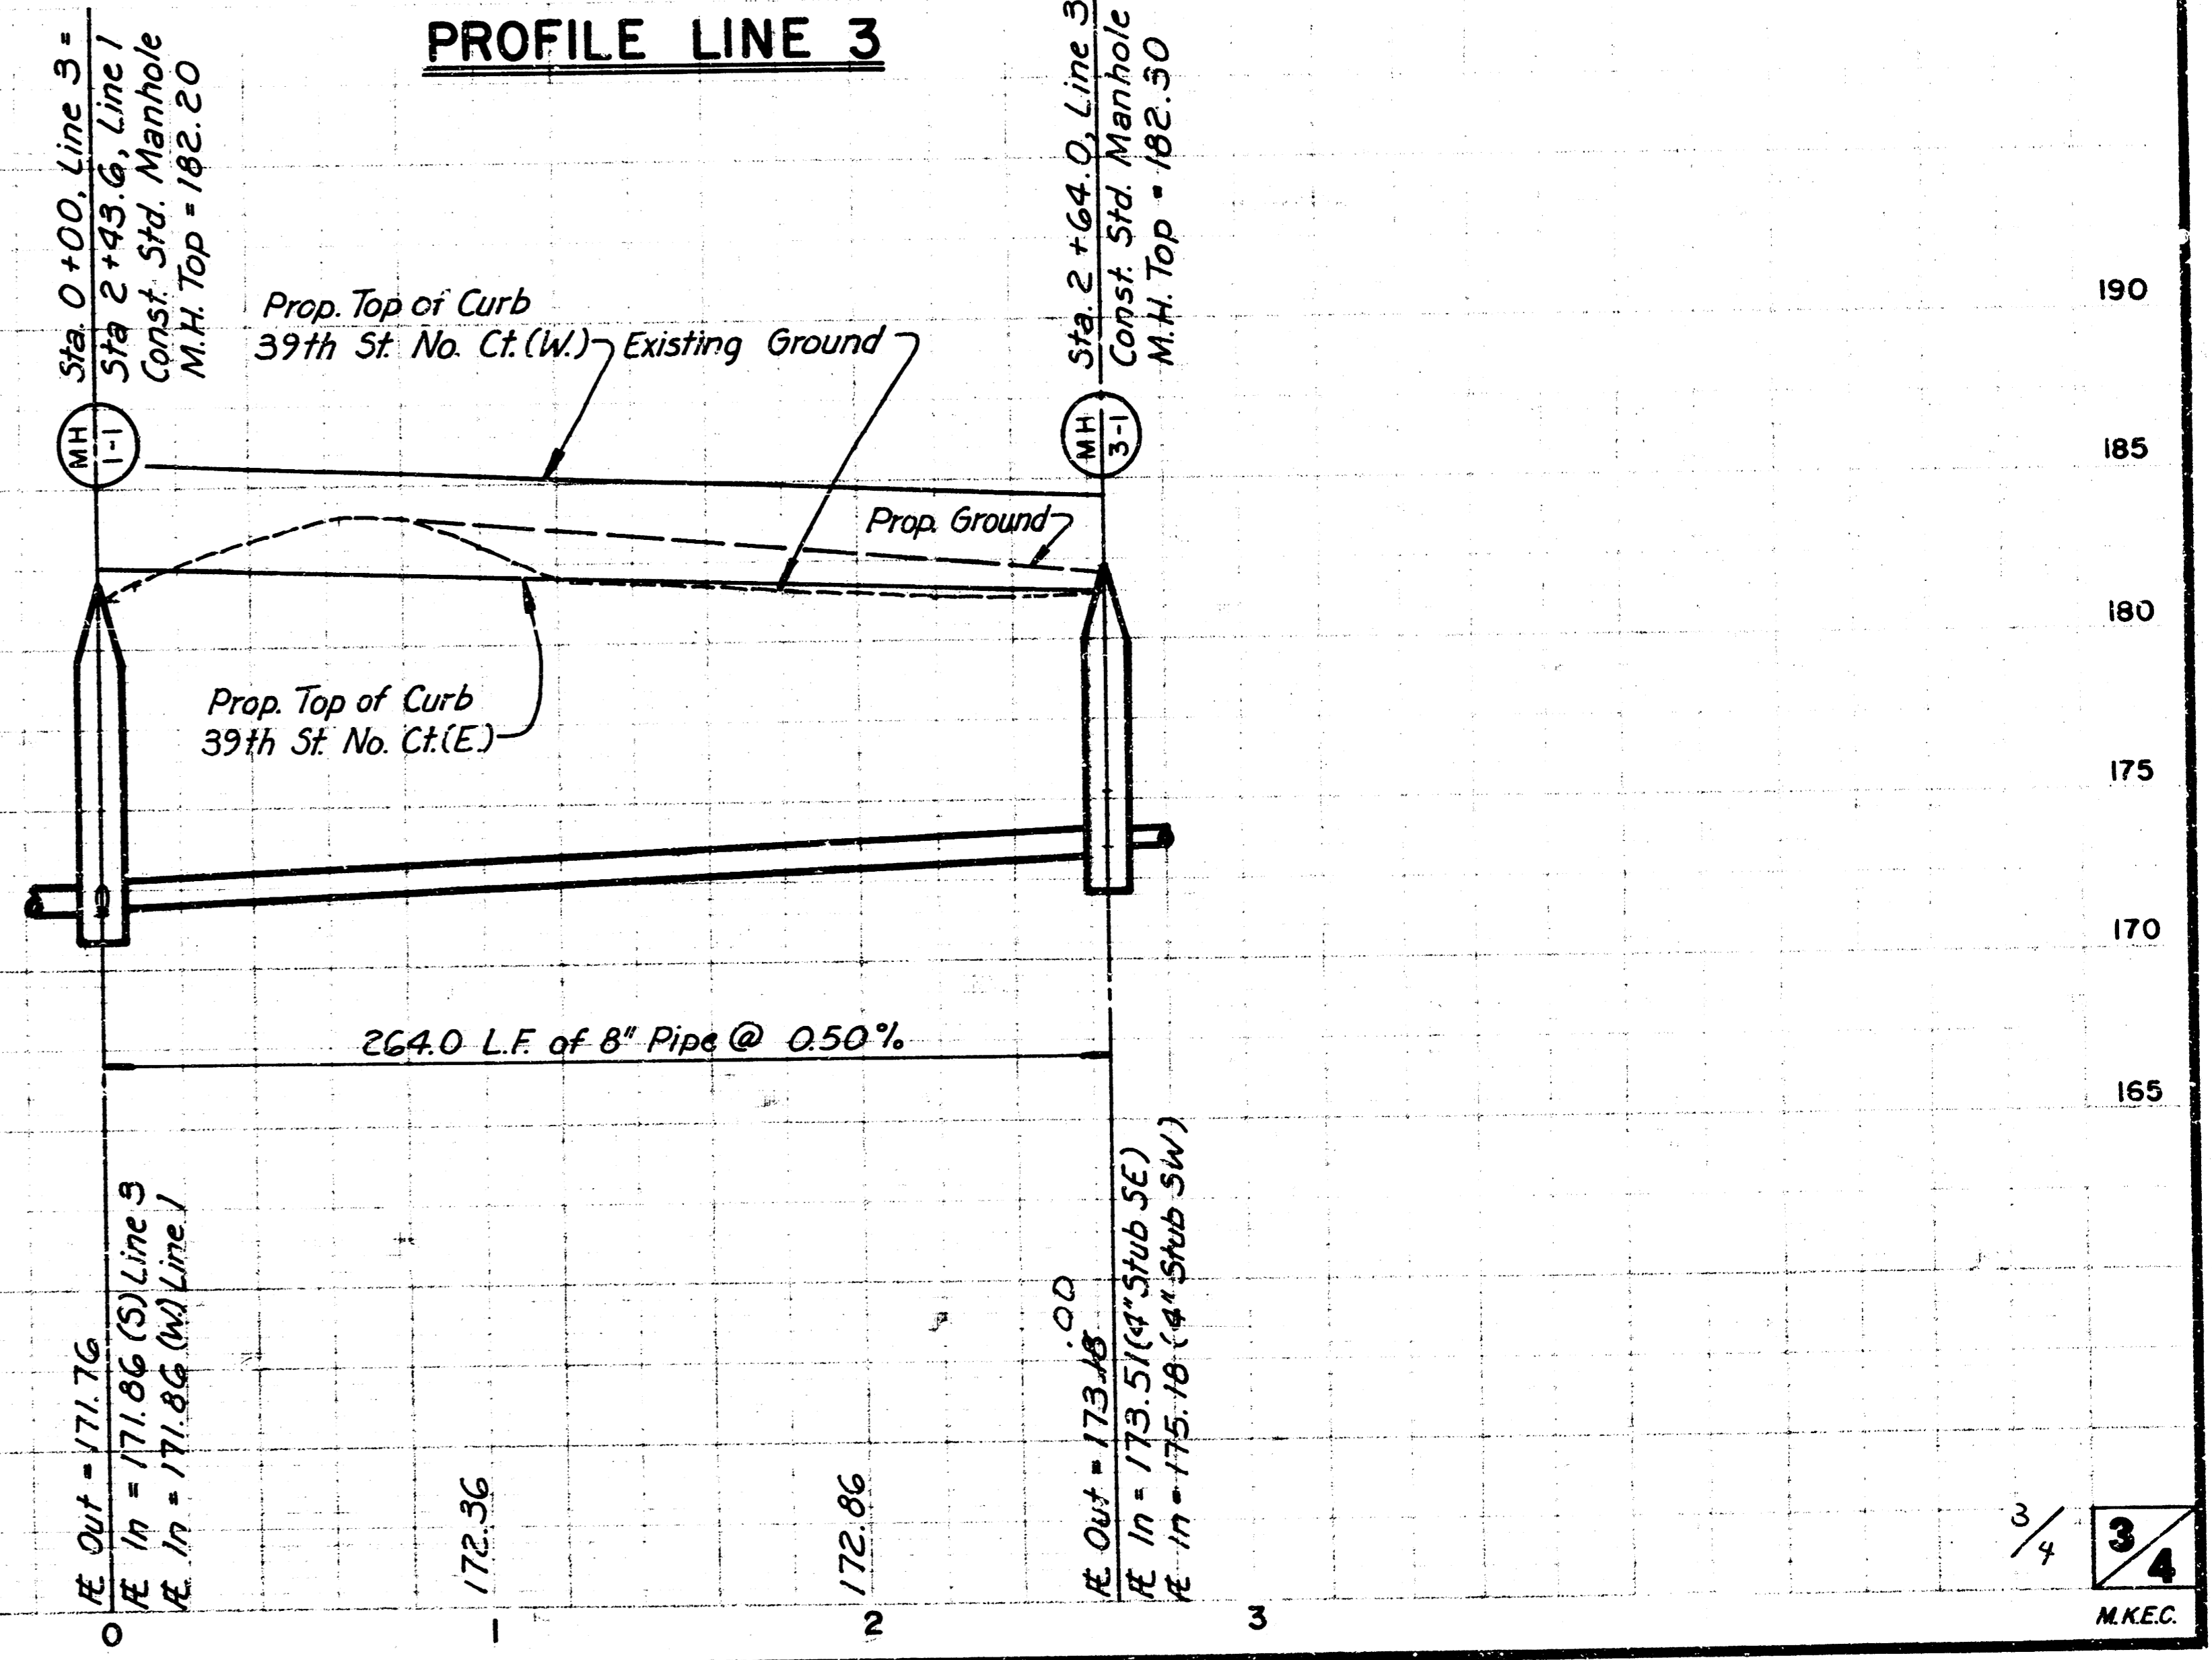 PROFILE LINE 3
Sta. 0+00, Line 3 =
Sta 2+43.6, Line 1
Const. Std. Manhole
M.H. Top = 182.20
Sta. 2+64.0, Line 3
Const. Std. Manhole
M.H. Top = 182.30
Prop. Top of Curb
39th St. No. Ct. (W.)
Existing Ground
MH
1-1
MH
3-1
Prop. Ground
Prop. Top of Curb
39th St. No. Ct. (E.)
190
185
180
175
170
165
264.0 L.F. of 8" Pipe @ 0.50%
Out = 171.76
In = 171.86 (S) Line 3
In = 171.86 (W) Line 1
172.36
172.86
.00
Out = 173.18
In = 173.51 (4" Stub SE)
In = 175.18 (4" Stub SW)
0
1
2
3
3/4
3/4
M.K.E.C.